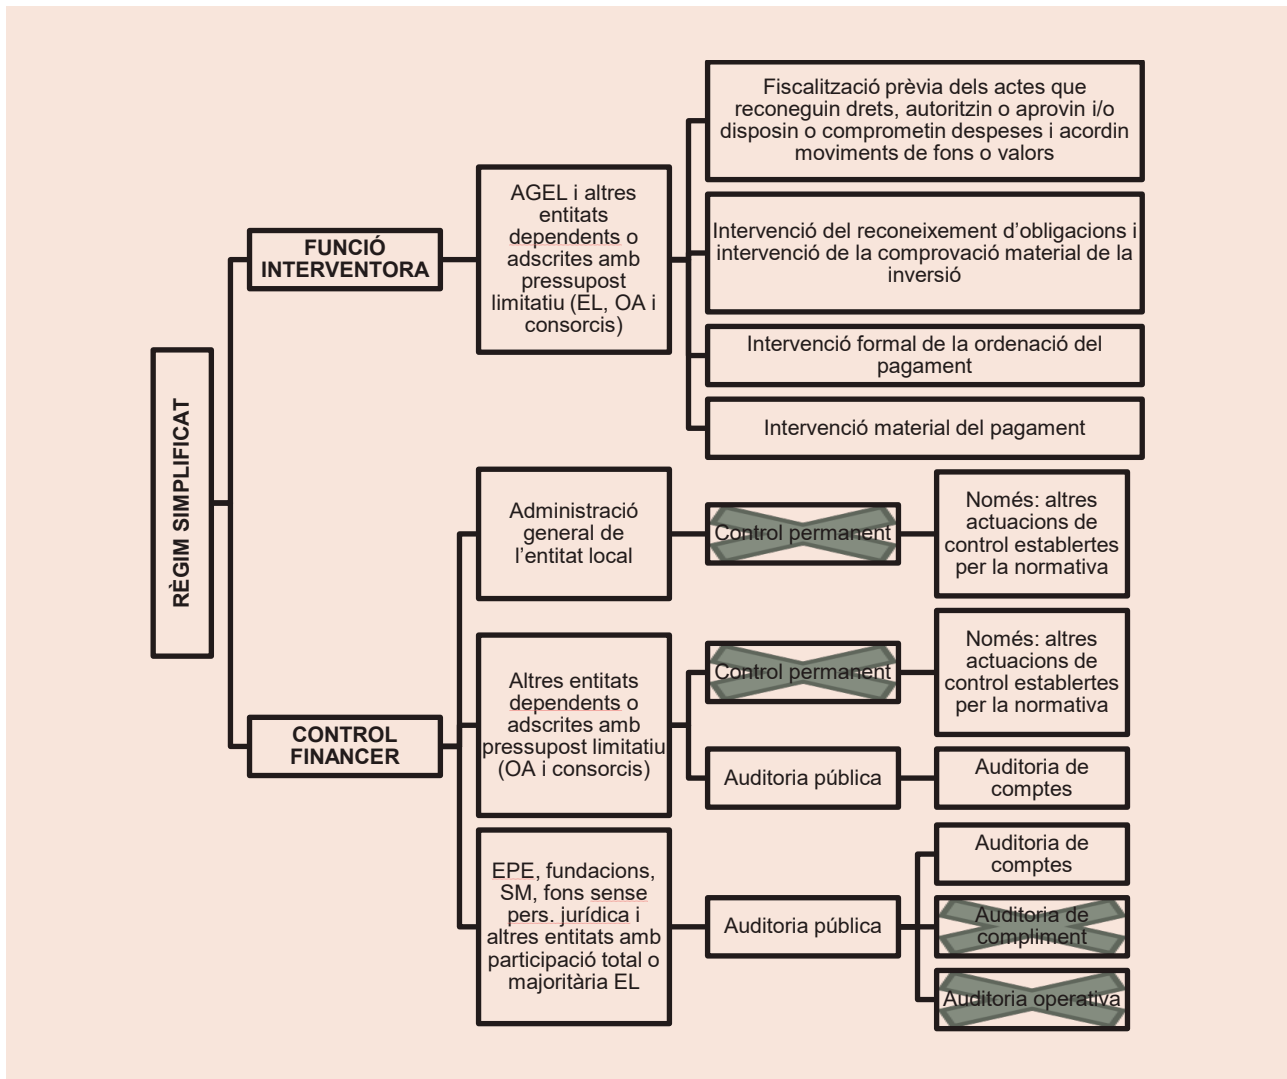 RÈGIM SIMPLIFICAT
FUNCIÓ
INTERVENTORA
AGEL i altres
entitats
dependents o
adscrites amb
pressupost
limitatiu (EL, OA i
consorcis)
Fiscalització prèvia dels actes que
reconeguin drets, autoritzin o aprovin i/o
disposin o comprometin despeses i acordin
moviments de fons o valors
Intervenció del reconeixement d’obligacions i
intervenció de la comprovació material de la
inversió
Intervenció formal de la ordenació del
pagament
Intervenció material del pagament
CONTROL
FINANCER
Administració
general de
l’entitat local
Control permanent
Només: altres
actuacions de
control establertes
per la normativa
Altres entitats
dependents o
adscrites amb
pressupost limitatiu
(OA i consorcis)
Control permanent
Només: altres
actuacions de
control establertes
per la normativa
Auditoria pública
Auditoria de
comptes
EPE, fundacions,
SM, fons sense
pers. jurídica i
altres entitats amb
participació total o
majoritària EL
Auditoria pública
Auditoria de
comptes
Auditoria de
compliment
Auditoria operativa